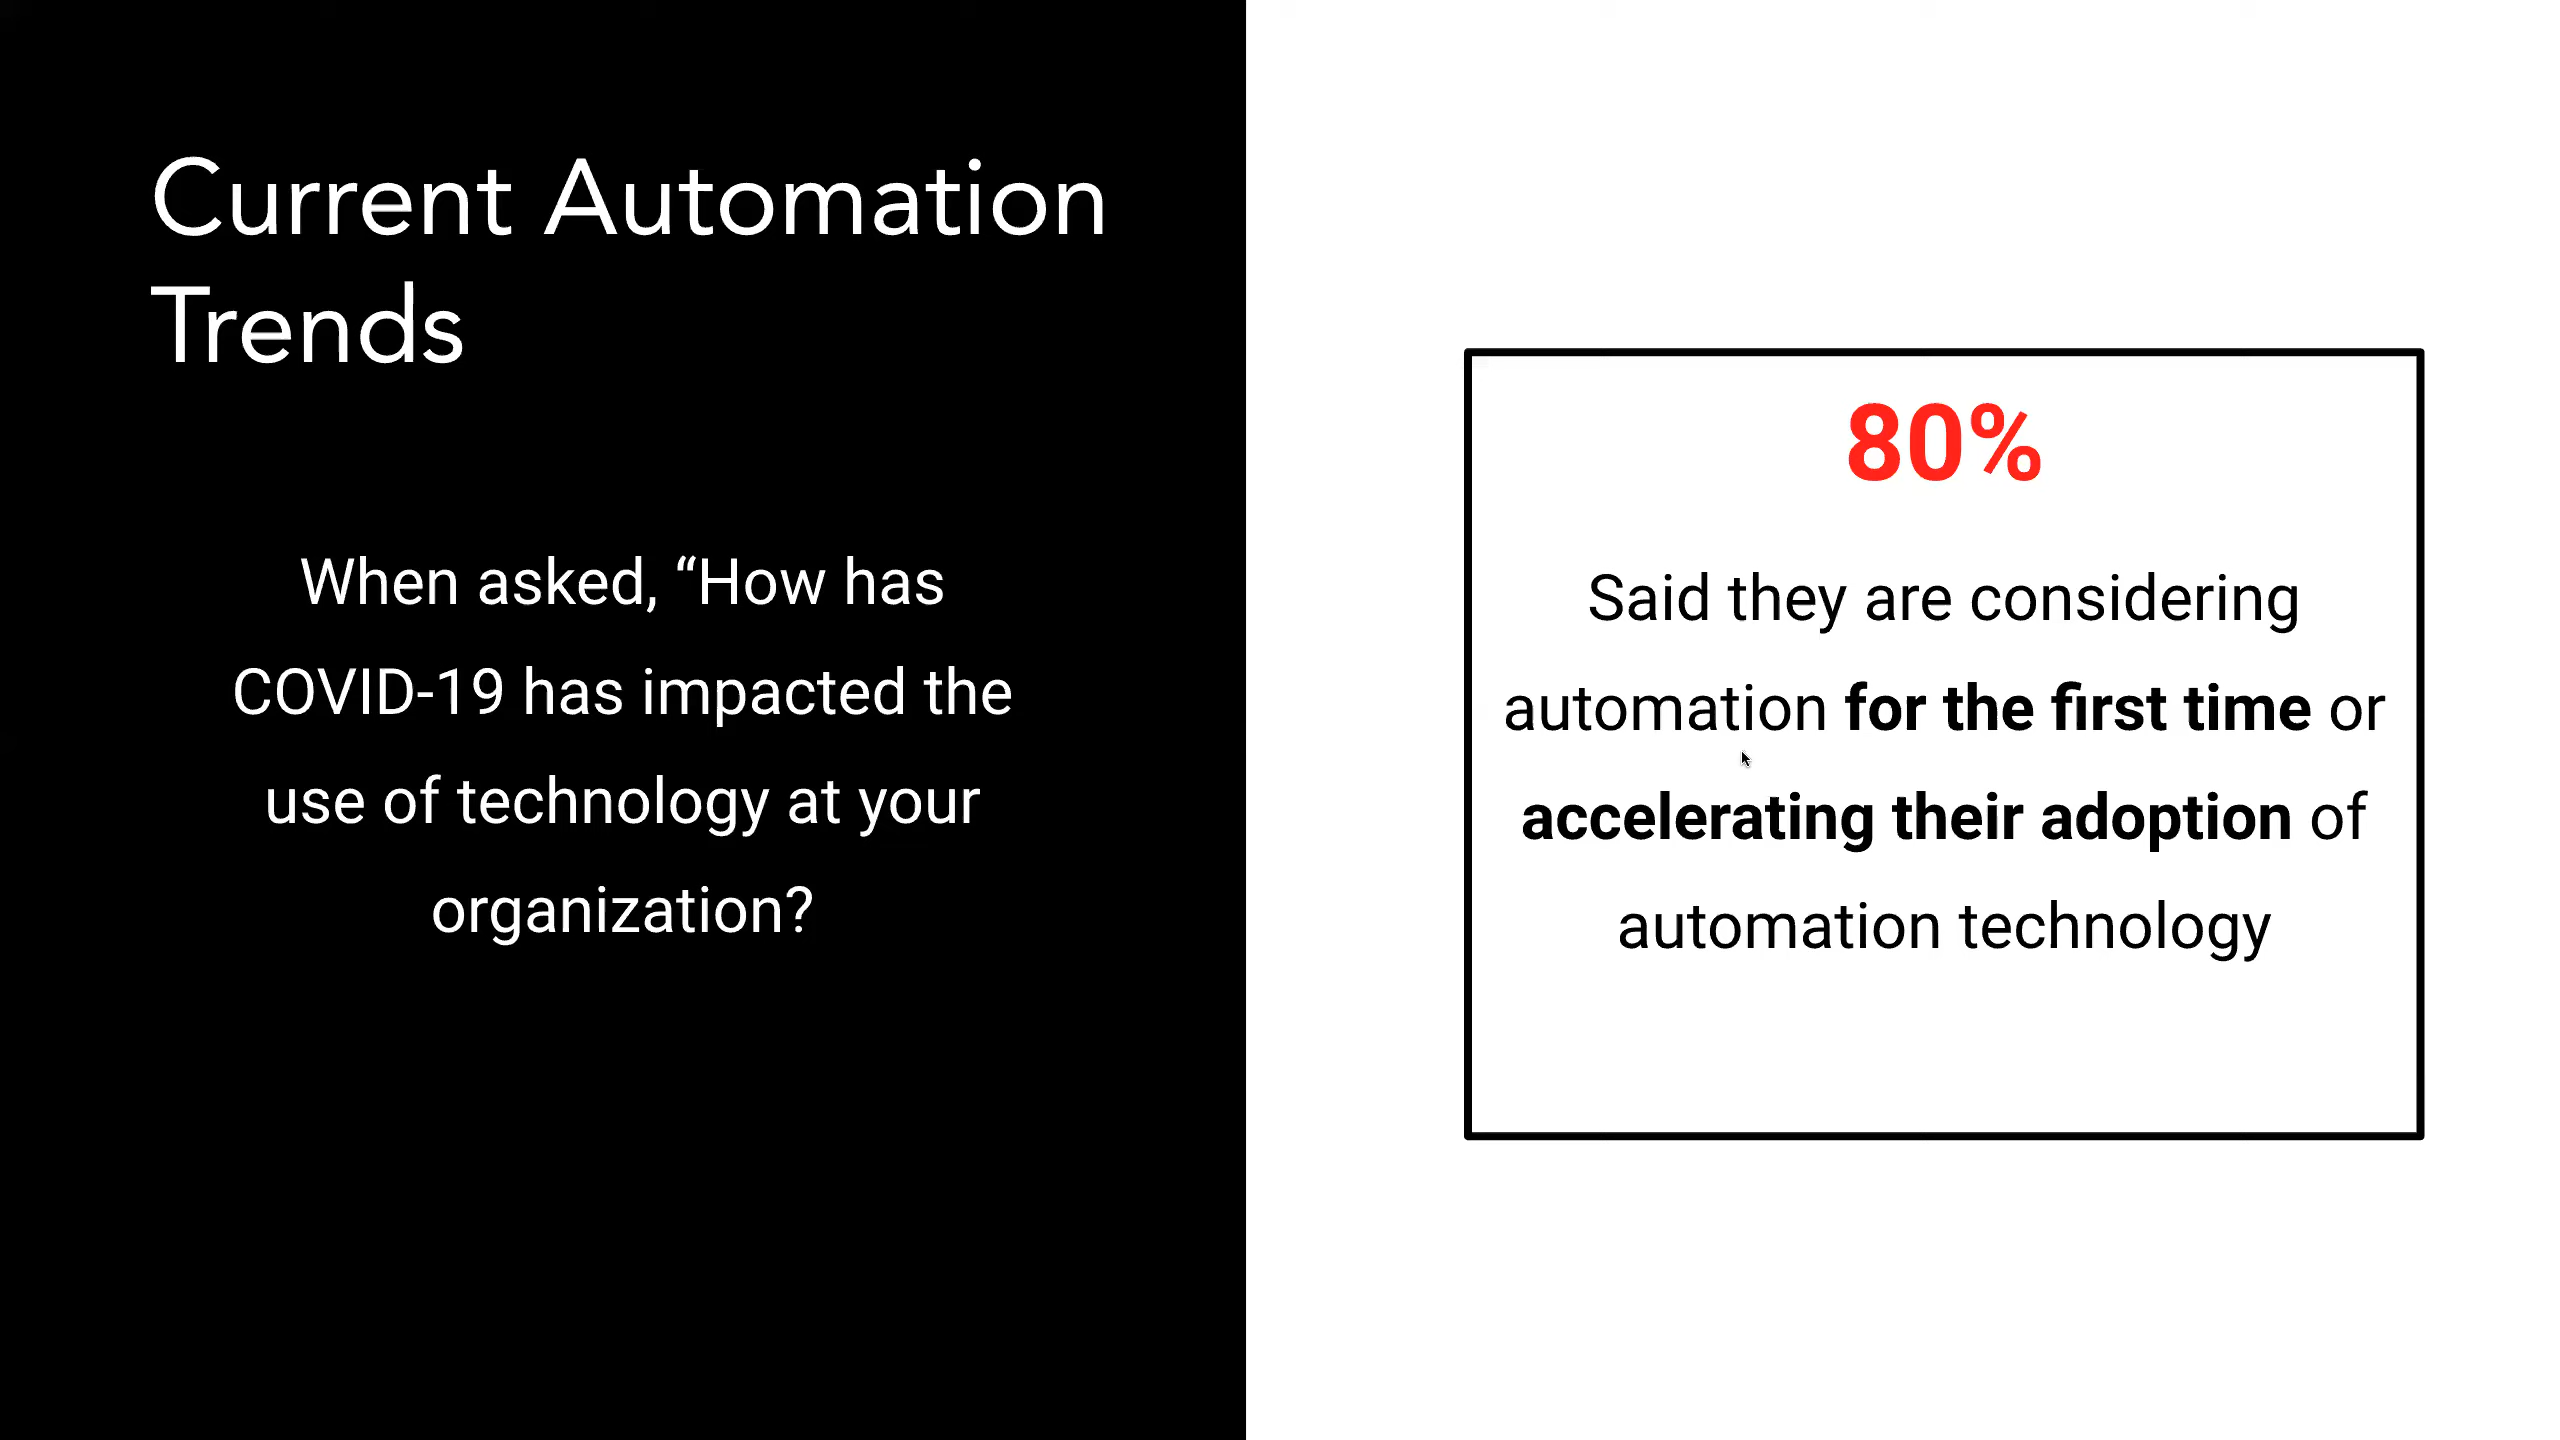 Current Automation
Trends
When asked, “How has
COVID-19 has impacted the
use of technology at your
organization?
80%
Said they are considering
automation for the first time or
accelerating their adoption of
automation technology